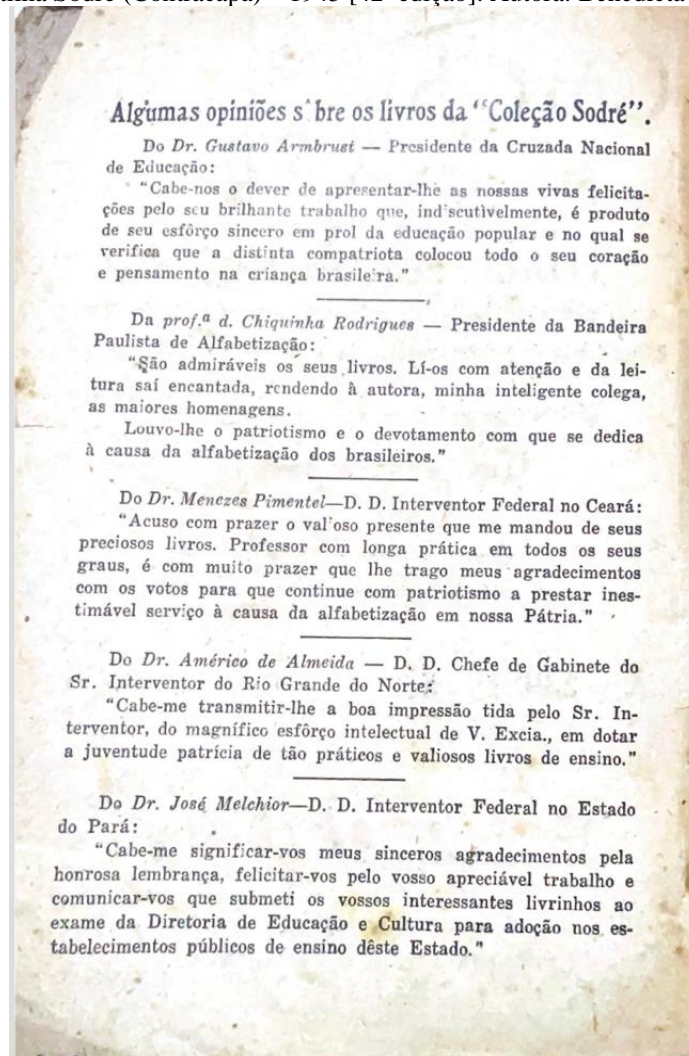 Sodré (Contracapa) – 1945 [42ª edição]. Autora: Benedicta
Algumas opiniões s bre os livros da "Coleção Sodré".
Do Dr. Gustavo Armbrust — Presidente da Cruzada Nacional
de Educação:
"Cabe-nos o dever de apresentar-lhe as nossas vivas felicita-
ções pelo seu brilhante trabalho que, ind scutìvelmente, é produto
de seu esfôrço sincero em prol da educação popular e no qual se
verifica que a distinta compatriota colocou todo o seu coração
e pensamento na criança brasileira."
Da prof.ª d. Chiquinha Rodrigues — Presidente da Bandeira
Paulista de Alfabetização:
"São admiráveis os seus livros. Lí-os com atenção e da lei-
tura saí encantada, rendendo à autora, minha inteligente colega,
as maiores homenagens.
Louvo-lhe o patriotismo e o devotamento com que se dedica
à causa da alfabetização dos brasileiros."
Do Dr. Menezes Pimentel—D. D. Interventor Federal no Ceará:
"Acuso com prazer o val oso presente que me mandou de seus
preciosos livros. Professor com longa prática em todos os seus
graus, é com muito prazer que lhe trago meus agradecimentos
com os votos para que continue com patriotismo a prestar ines-
timável serviço à causa da alfabetização em nossa Pátria."
Do Dr. Américo de Almeida — D. D. Chefe de Gabinete do
Sr. Interventor do Rio Grande do Norte:
"Cabe-me transmitir-lhe a boa impressão tida pelo Sr. In-
terventor, do magnífico esfôrço intelectual de V. Excia., em dotar
a juventude patrícia de tão práticos e valiosos livros de ensino."
Do Dr. José Melchior—D. D. Interventor Federal no Estado
do Pará:
"Cabe-me significar-vos meus sinceros agradecimentos pela
honrosa lembrança, felicitar-vos pelo vosso apreciável trabalho e
comunicar-vos que submeti os vossos interessantes livrinhos ao
exame da Diretoria de Educação e Cultura para adoção nos es-
tabelecimentos públicos de ensino dêste Estado."